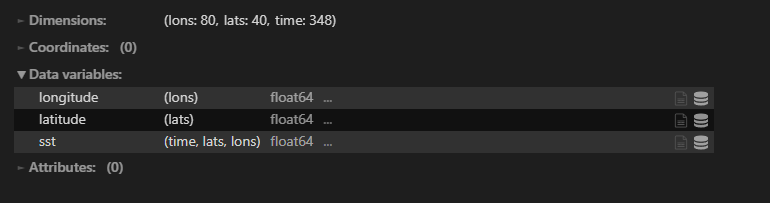 Dimensions: (lons: 80, lats: 40, time: 348)
Coordinates: (0)
Data variables:
longitude (lons) float64 ...
latitude (lats) float64 ...
sst (time, lats, lons) float64 ...
Attributes: (0)